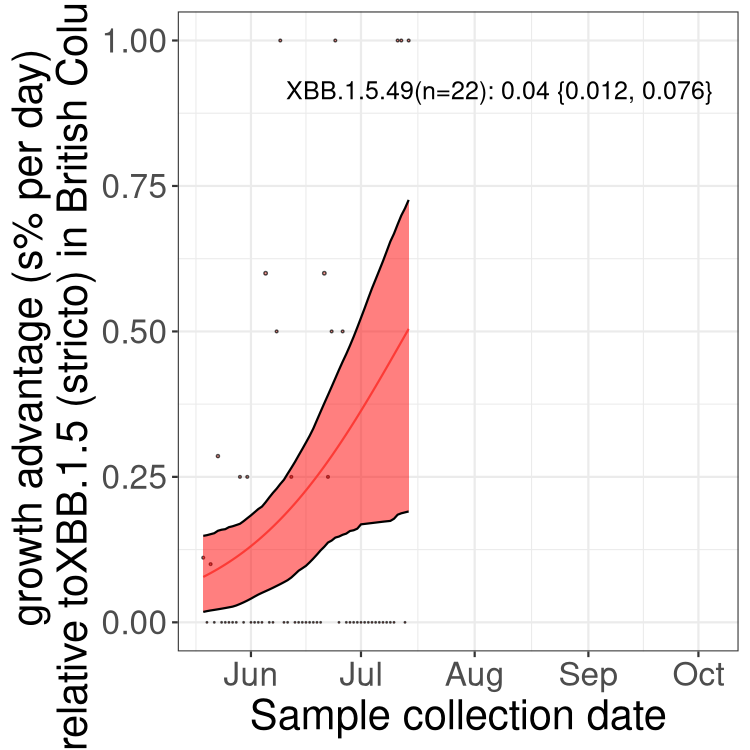 growth advantage (s% per day)
relative toXBB.1.5 (stricto) in British Colu
1.00
0.75
0.50
0.25
0.00
XBB.1.5.49(n=22): 0.04 {0.012, 0.076}
Jun
Jul
Aug
Sep
Oct
Sample collection date